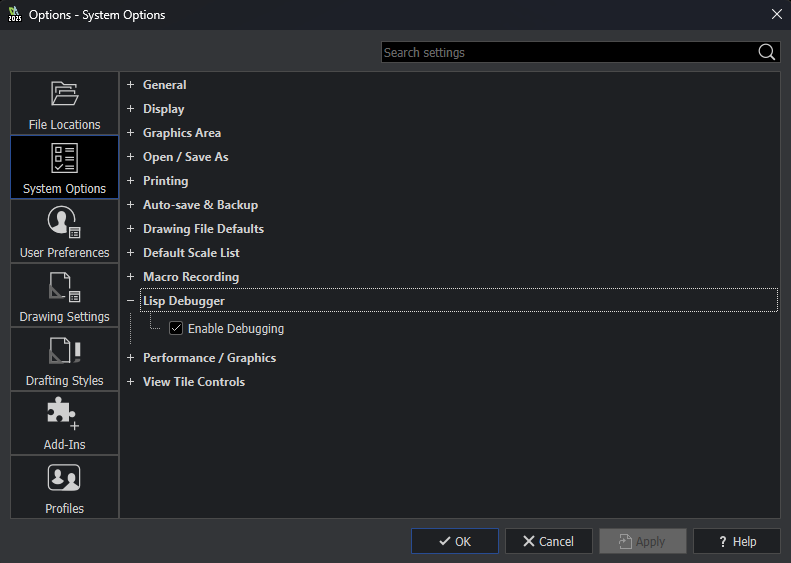 2025
Options - System Options
Search settings
File Locations
System Options
User Preferences
Drawing Settings
Drafting Styles
Add-Ins
Profiles
General
Display
Graphics Area
Open / Save As
Printing
Auto-save & Backup
Drawing File Defaults
Default Scale List
Macro Recording
Lisp Debugger
Enable Debugging
Performance / Graphics
View Tile Controls
OK
Cancel
Apply
? Help